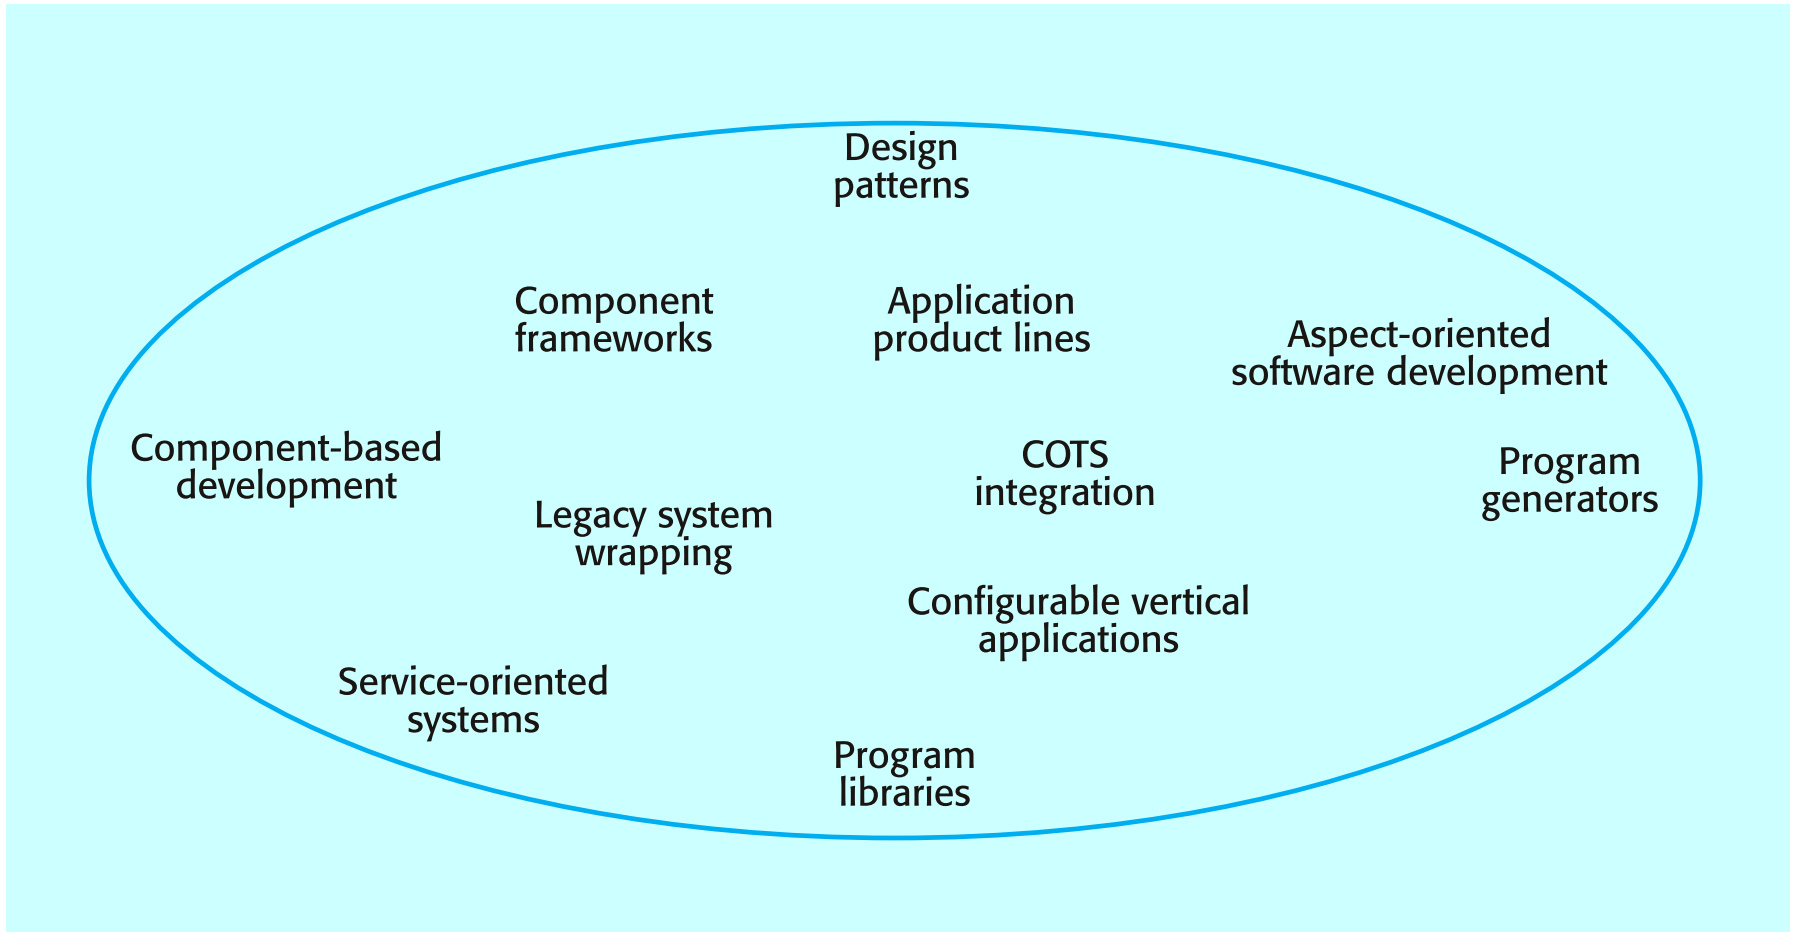 Design
patterns
Component
frameworks
Application
product lines
Aspect-oriented
software development
Component-based
development
COTS
integration
Program
generators
Legacy system
wrapping
Configurable vertical
applications
Service-oriented
systems
Program
libraries